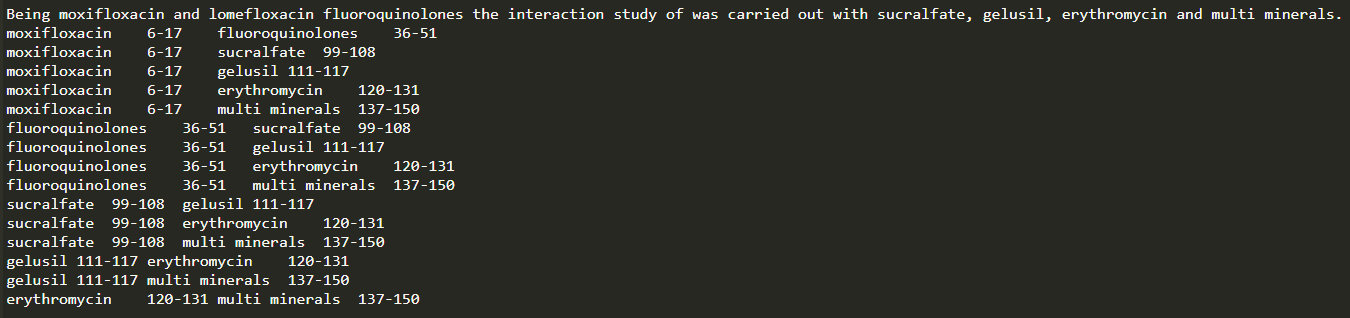 Being moxifloxacin and lomefloxacin fluoroquinolones the interaction study of was carried out with sucralfate, gelusil, erythromycin and multi minerals.
moxifloxacin 6-17 fluoroquinolones 36-51
moxifloxacin 6-17 sucralfate 99-108
moxifloxacin 6-17 gelusil 111-117
moxifloxacin 6-17 erythromycin 120-131
moxifloxacin 6-17 multi minerals 137-150
fluoroquinolones 36-51 sucralfate 99-108
fluoroquinolones 36-51 gelusil 111-117
fluoroquinolones 36-51 erythromycin 120-131
fluoroquinolones 36-51 multi minerals 137-150
sucralfate 99-108 gelusil 111-117
sucralfate 99-108 erythromycin 120-131
sucralfate 99-108 multi minerals 137-150
gelusil 111-117 erythromycin 120-131
gelusil 111-117 multi minerals 137-150
erythromycin 120-131 multi minerals 137-150